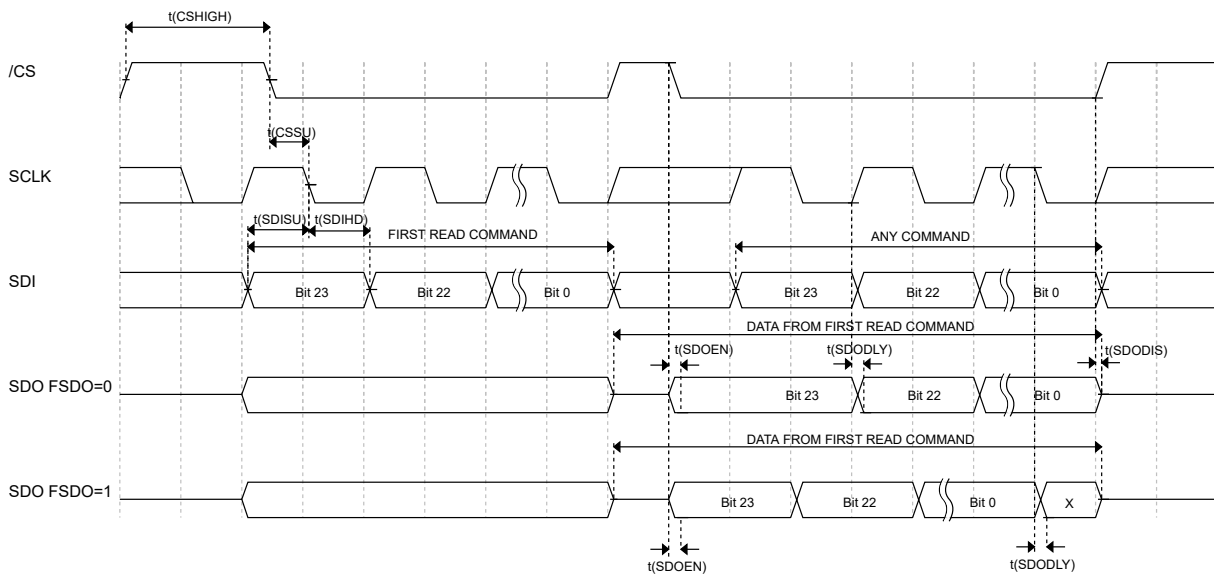 t(CSHIGH)
/CS
t(CSSU)
SCLK
t(SDISU) t(SDIHD)
FIRST READ COMMAND ANY COMMAND
SDI
Bit 23 Bit 22 Bit 0 Bit 23 Bit 22 Bit 0
DATA FROM FIRST READ COMMAND
t(SDOEN) t(SDODLY) t(SDODIS)
SDO FSDO=0
Bit 23 Bit 22 Bit 0
DATA FROM FIRST READ COMMAND
SDO FSDO=1
Bit 23 Bit 22 Bit 0 X
t(SDOEN) t(SDODLY)